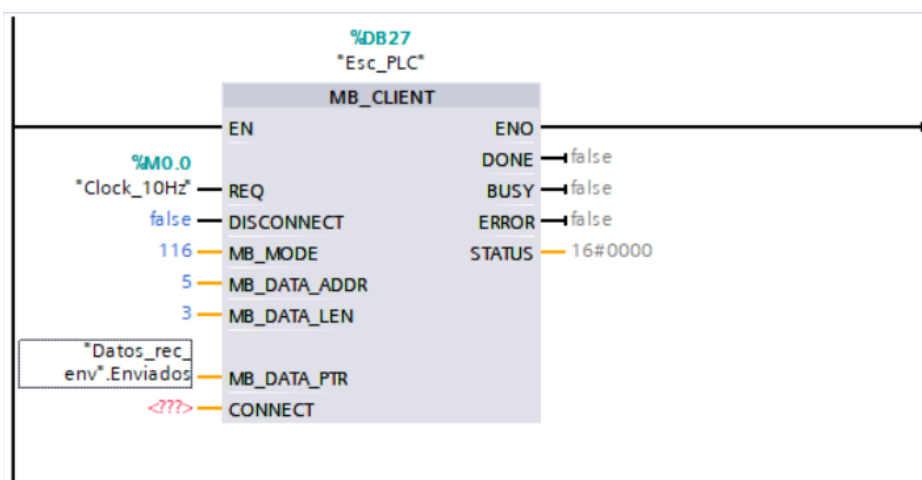 %DB27
"Esc_PLC"
MB_CLIENT
EN ENO
DONE false
%M0.0
"Clock_10Hz" REQ BUSY false
false DISCONNECT ERROR false
116 MB_MODE STATUS 16#0000
5 MB_DATA_ADDR
3 MB_DATA_LEN
"Datos_rec_
env".Enviados MB_DATA_PTR
<???> CONNECT